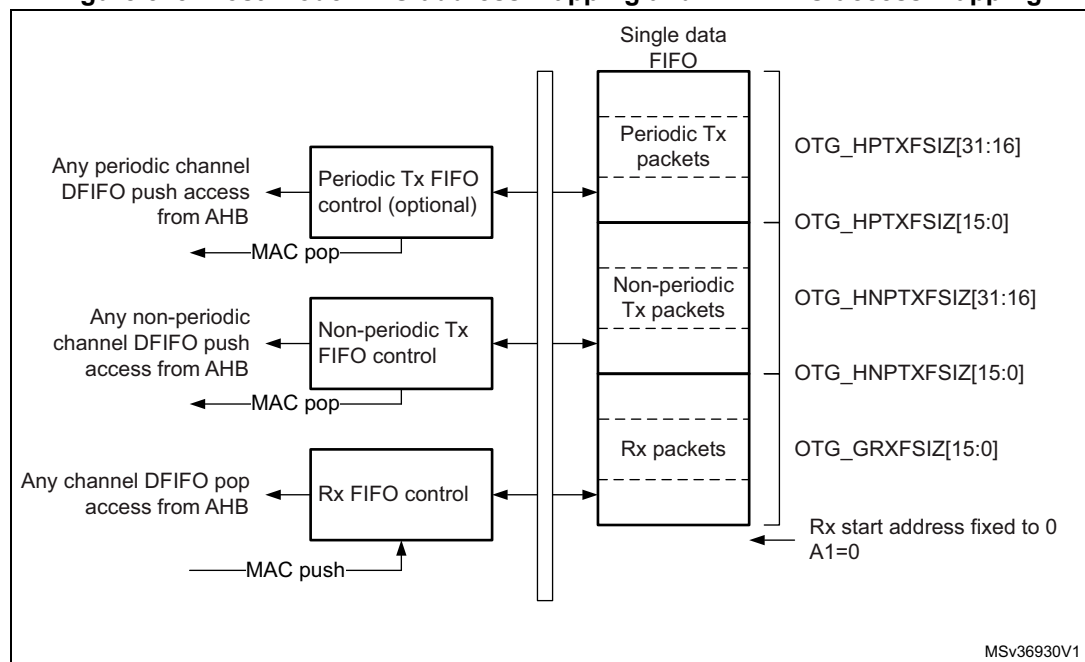 Single data
FIFO
Periodic Tx
packets
OTG_HPTXFSIZ[31:16]
Any periodic channel
DFIFO push access
from AHB
Periodic Tx FIFO
control (optional)
MAC pop
OTG_HPTXFSIZ[15:0]
Non-periodic
Tx packets
OTG_HNPTXFSIZ[31:16]
Any non-periodic
channel DFIFO push
access from AHB
Non-periodic Tx
FIFO control
MAC pop
OTG_HNPTXFSIZ[15:0]
Rx packets
OTG_GRXFSIZ[15:0]
Any channel DFIFO pop
access from AHB
Rx FIFO control
Rx start address fixed to 0
A1=0
MAC push
MSv36930V1